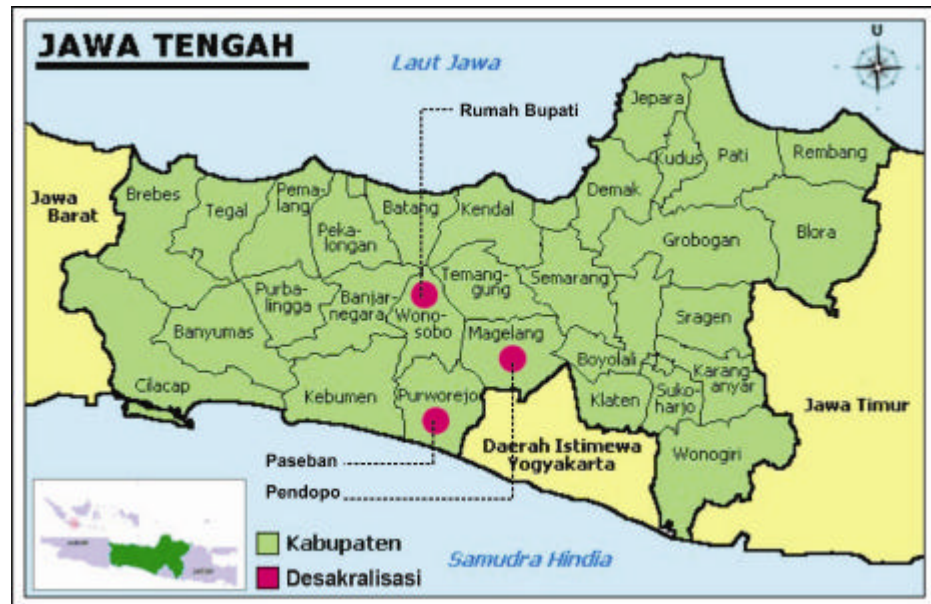 JAWA TENGAH
Laut Jawa
U
Rumah Bupati
Jepara
Kudus
Pati
Rembang
Demak
Brebes
Tegal
Pema-
lang
Peka-
longan
Batang
Kendal
Jawa
Barat
Grobogan
Blora
Purba-
lingga
Banjar-
negara
Wono-
sobo
Temang-
gung
Semarang
Banyumas
Magelang
Sragen
Boyolali
Karang-
anyar
Cilacap
Kebumen
Purworejo
Klaten
Suko-
harjo
Jawa Timur
Daerah Istimewa
Yogyakarta
Wonogiri
Paseban
Pendopo
Kabupaten
Desakralisasi
Samudra Hindia